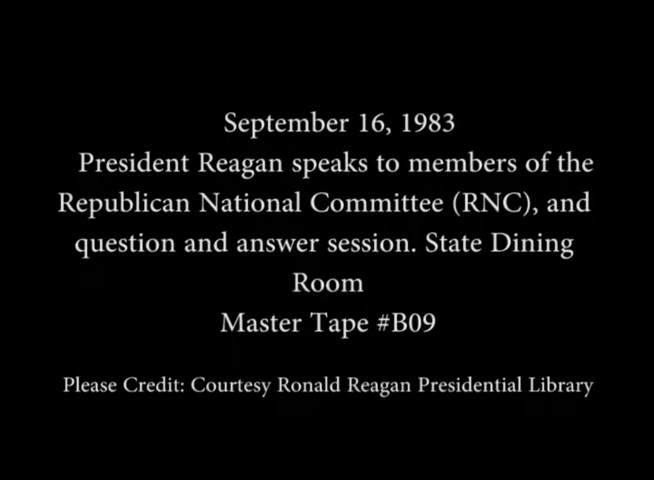 September 16, 1983
President Reagan speaks to members of the
Republican National Committee (RNC), and
question and answer session. State Dining
Room
Master Tape #B09
Please Credit: Courtesy Ronald Reagan Presidential Library